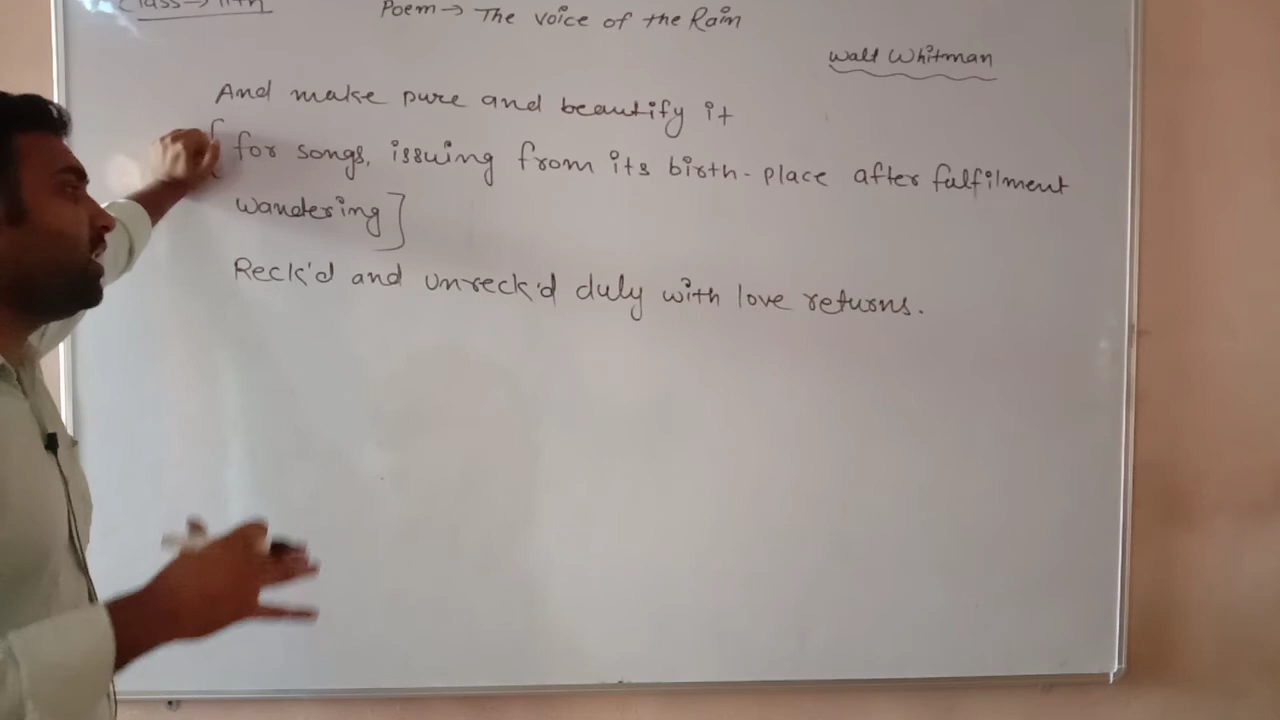 Class → 11th
Poem → The voice of the Rain
Walt Whitman
And make pure and beautify it
[for songs, issuing from its birth-place after fulfilment
wandering]
Reck'd and unreck'd duly with love returns.